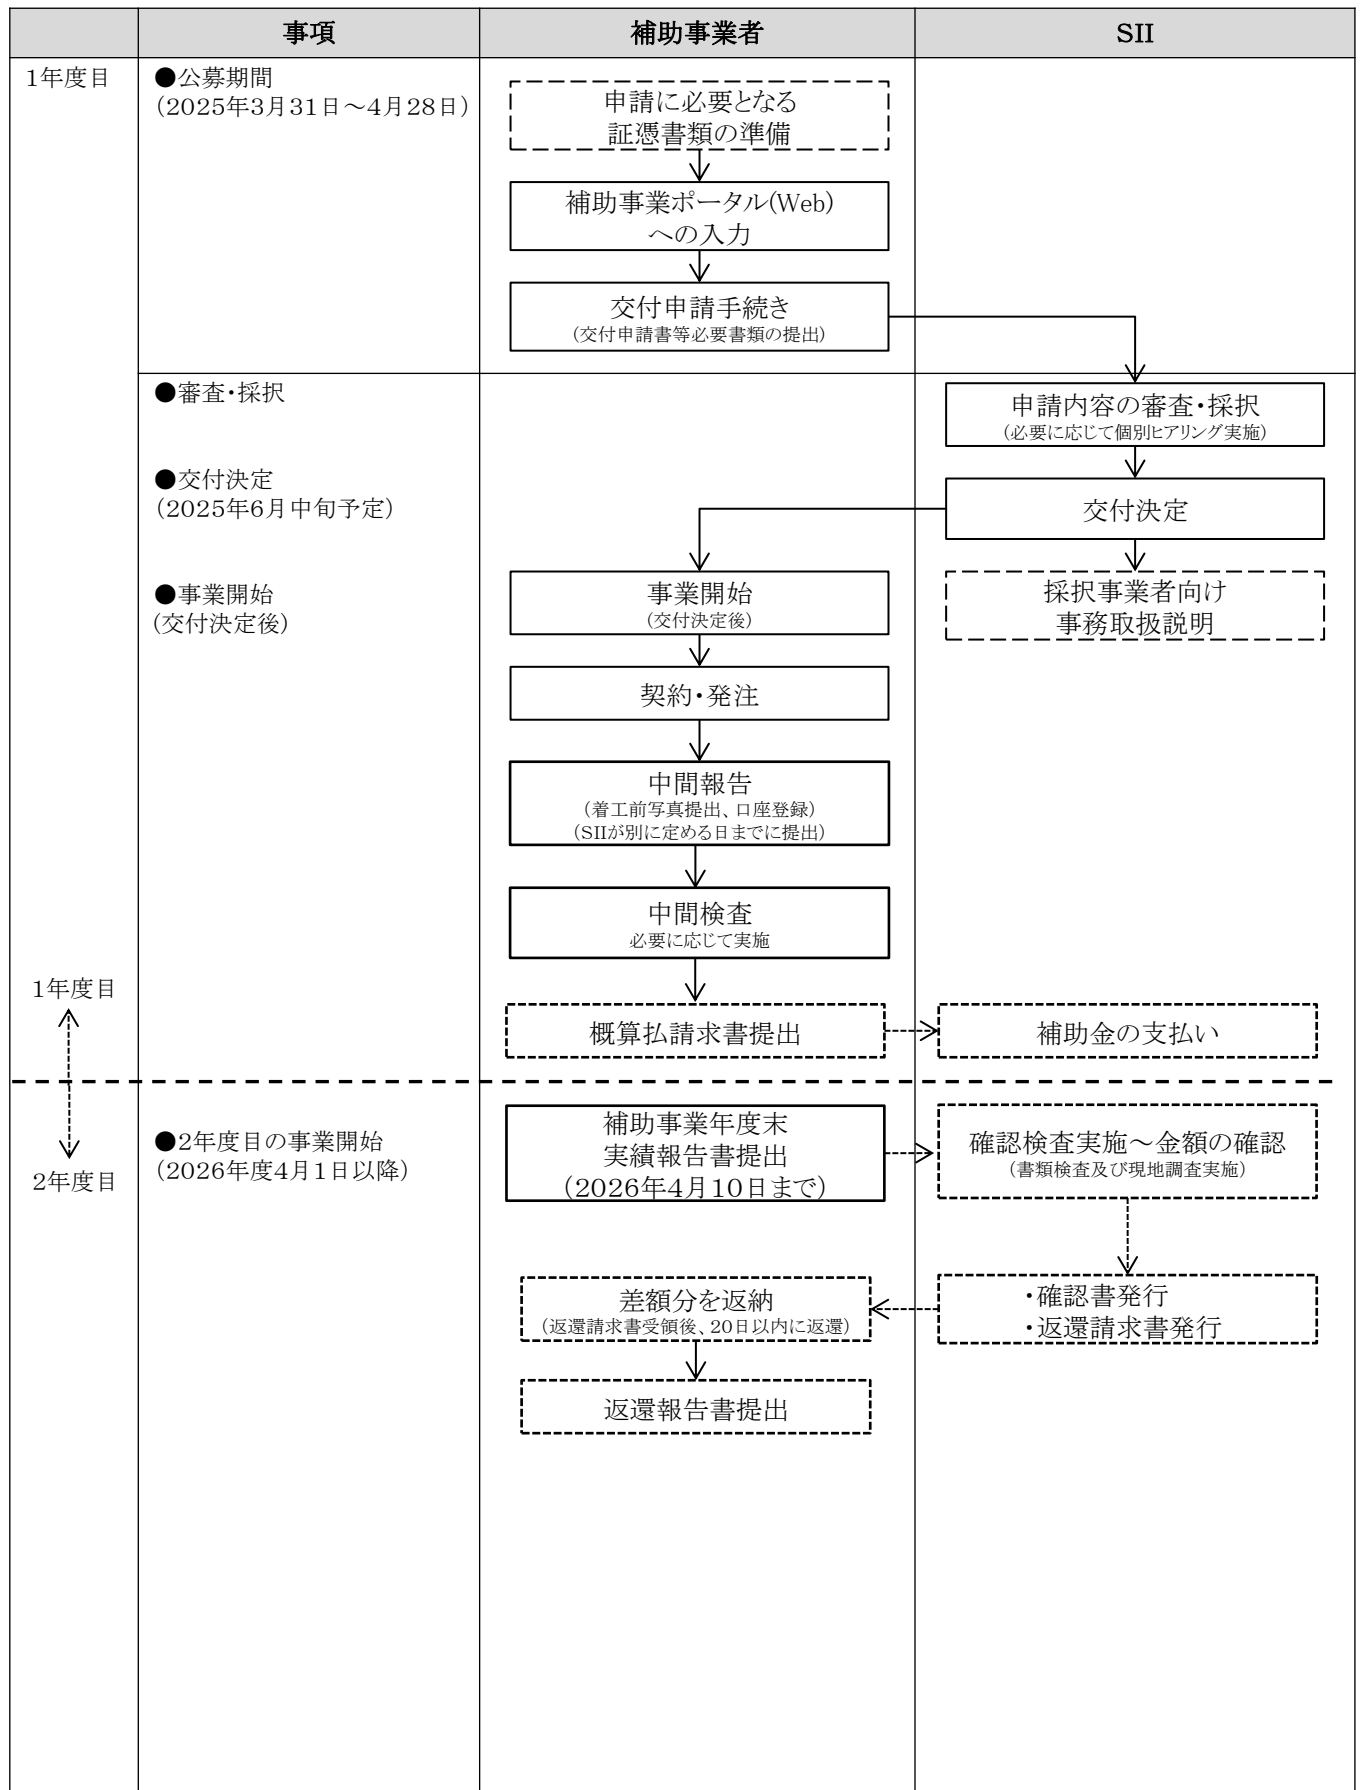 事項
補助事業者
SII
1年度目
●公募期間
(2025年3月31日～4月28日)
申請に必要となる
証憑書類の準備
補助事業ポータル(Web)
への入力
交付申請手続き
(交付申請書等必要書類の提出)
●審査・採択
申請内容の審査・採択
(必要に応じて個別ヒアリング実施)
●交付決定
(2025年6月中旬予定)
交付決定
●事業開始
(交付決定後)
事業開始
(交付決定後)
採択事業者向け
事務取扱説明
契約・発注
中間報告
(着工前写真提出、口座登録)
(SIIが別に定める日までに提出)
中間検査
必要に応じて実施
1年度目
概算払請求書提出
補助金の支払い
2年度目
●2年度目の事業開始
(2026年度4月1日以降)
補助事業年度末
実績報告書提出
(2026年4月10日まで)
確認検査実施～金額の確認
(書類検査及び現地調査実施)
差額分を返納
(返還請求書受領後、20日以内に返還)
・確認書発行
・返還請求書発行
返還報告書提出